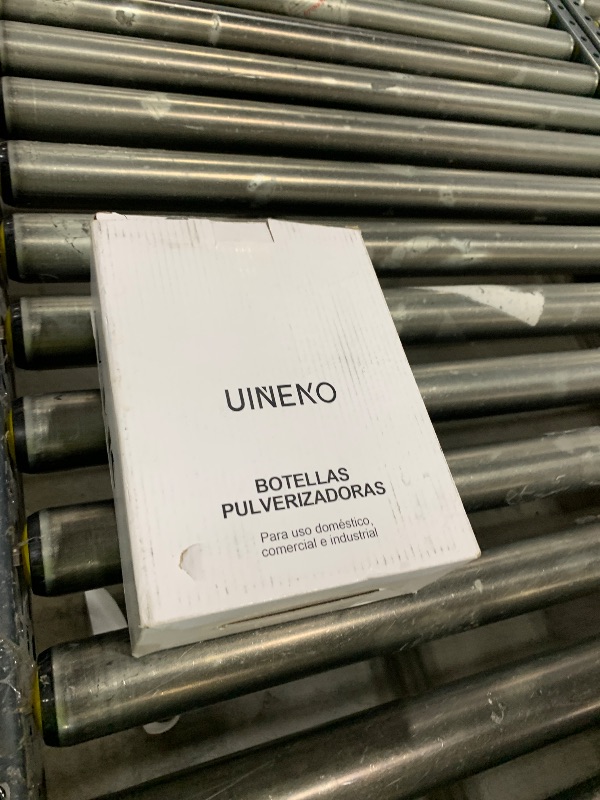 UINEKO
BOTELLAS
PULVERIZADORAS
Para uso doméstico,
comercial e industrial